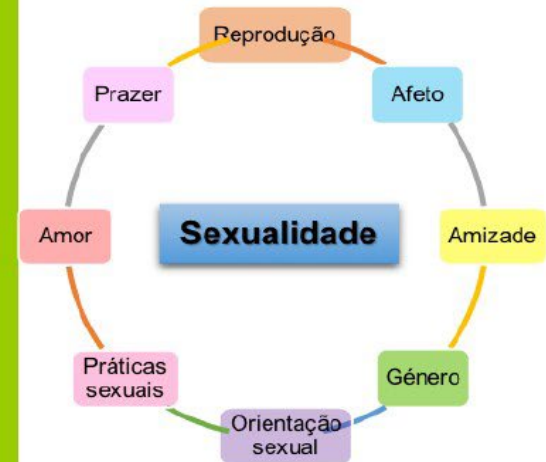 Reprodução
Prazer
Afeto
Amor
Sexualidade
Amizade
Práticas
sexuais
Género
Orientação
sexual